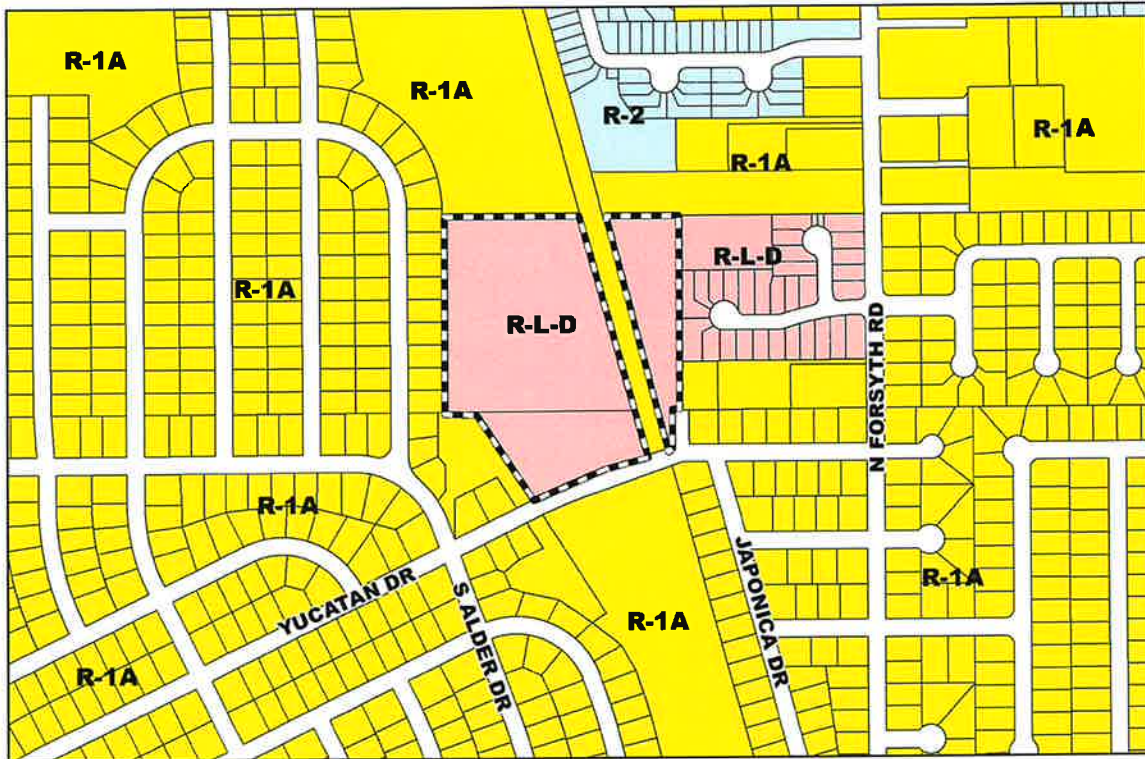 R-1A
R-1A
R-2
R-1A
R-1A
R-L-D
R-1A
R-L-D
N FORSYTH RD
R-1A
YUCATAN DR
S ALDER DR
JAPONICA DR
R-1A
R-1A
R-1A